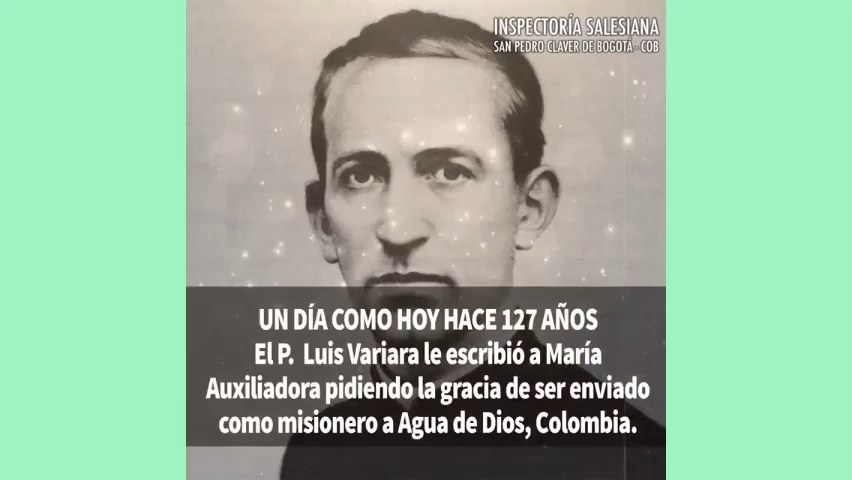 INSPECTORÍA SALESIANA
SAN PEDRO CLAVER DE BOGOTÁ - COB
UN DÍA COMO HOY HACE 127 AÑOS
El P. Luis Variara le escribió a María
Auxiliadora pidiendo la gracia de ser enviado
como misionero a Agua de Dios, Colombia.